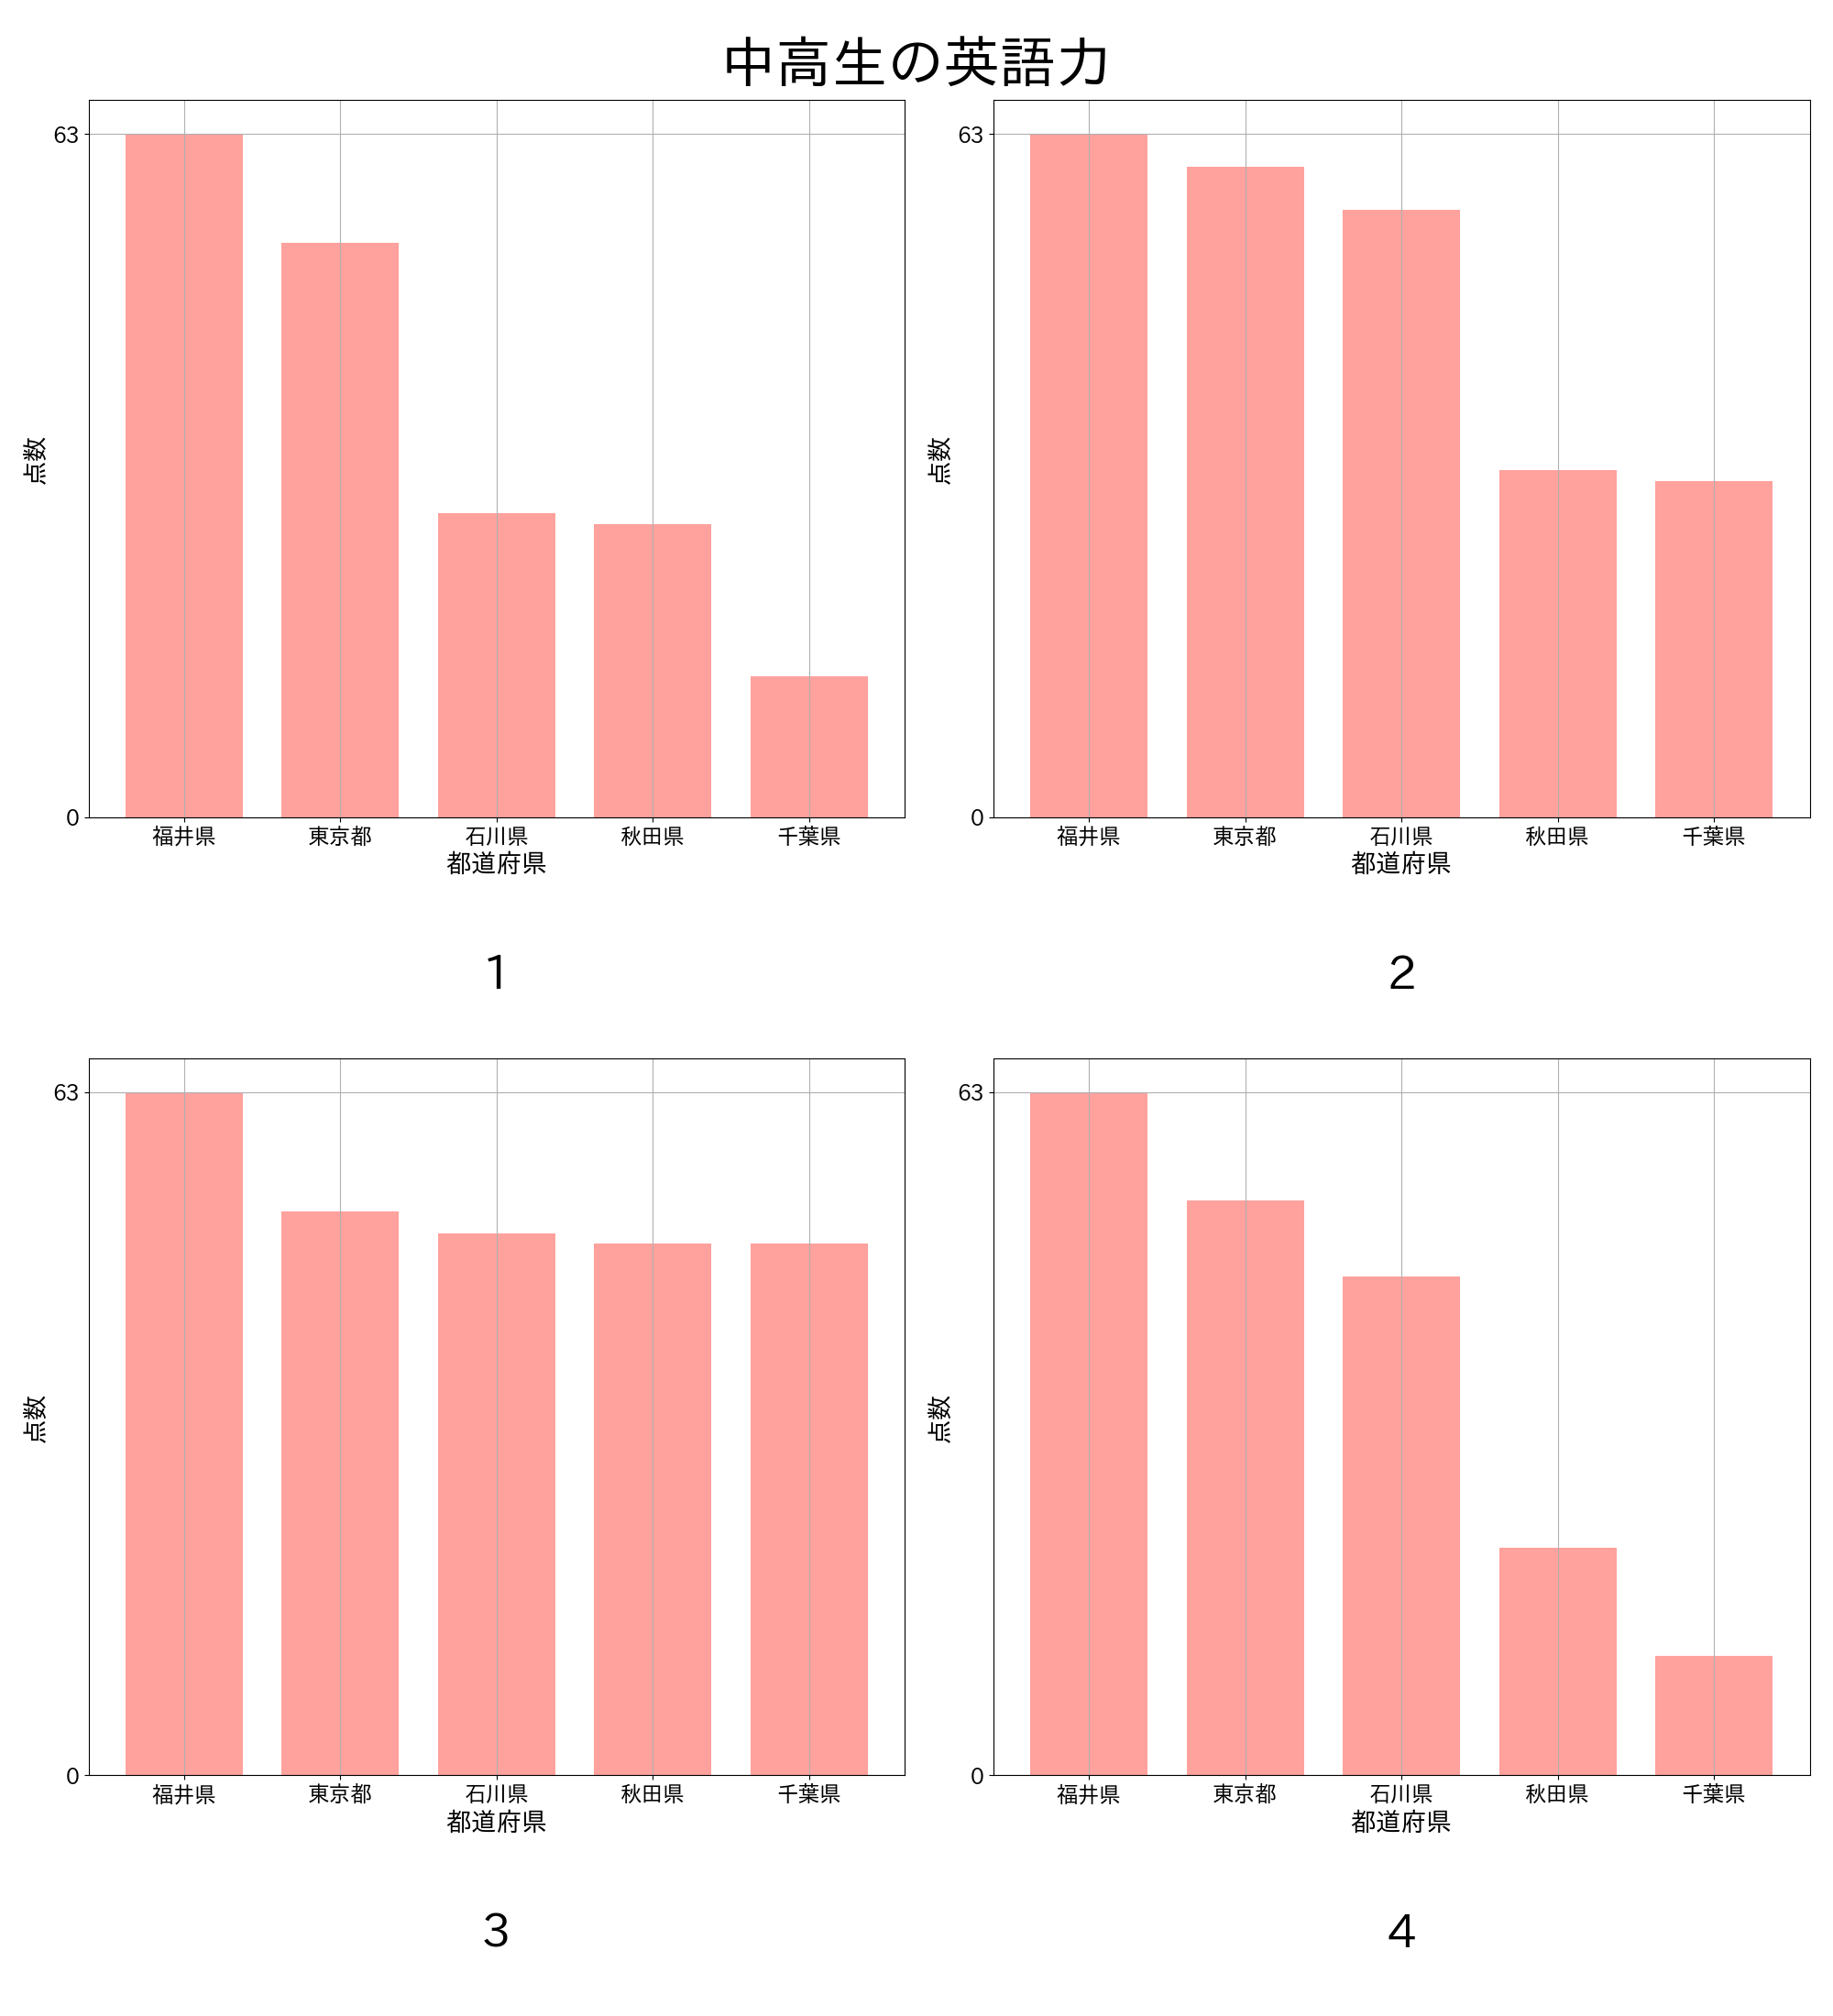 中高生の英語力
63
点数
0
福井県 東京都 石川県 秋田県 千葉県
都道府県
1
63
点数
0
福井県 東京都 石川県 秋田県 千葉県
都道府県
2
63
点数
0
福井県 東京都 石川県 秋田県 千葉県
都道府県
3
63
点数
0
福井県 東京都 石川県 秋田県 千葉県
都道府県
4